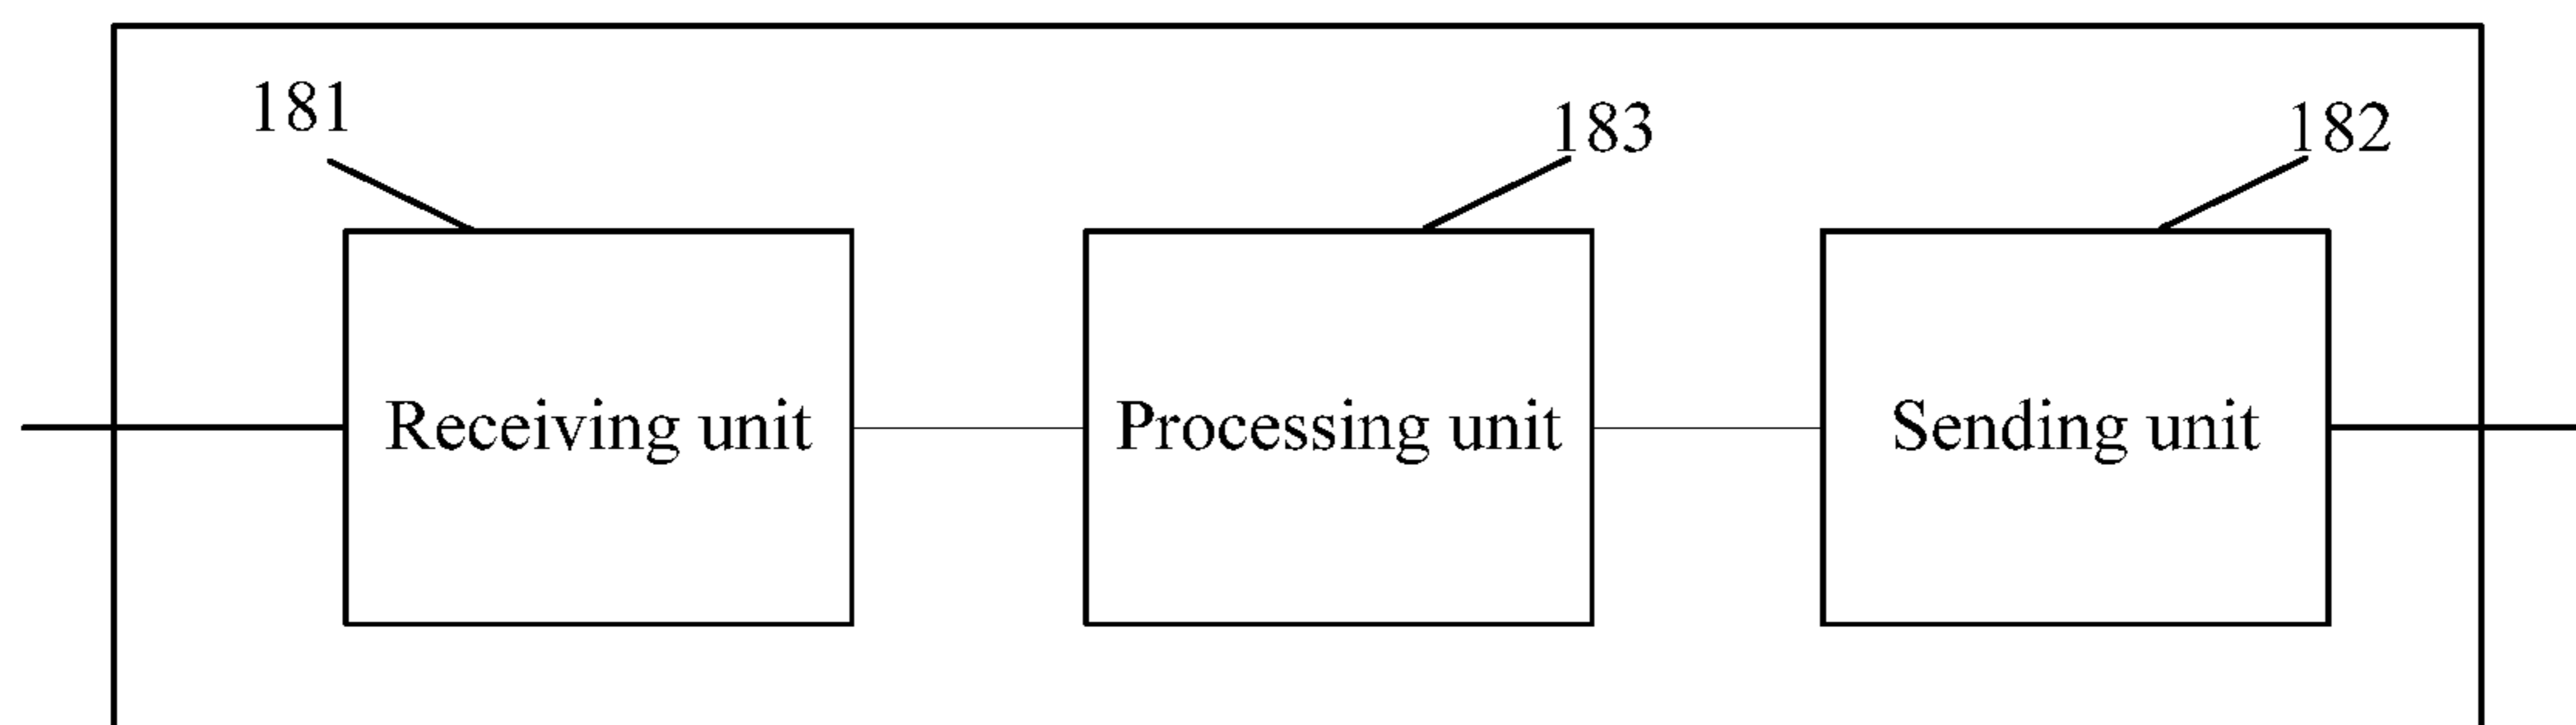 181
183
182
Receiving unit
Processing unit
Sending unit